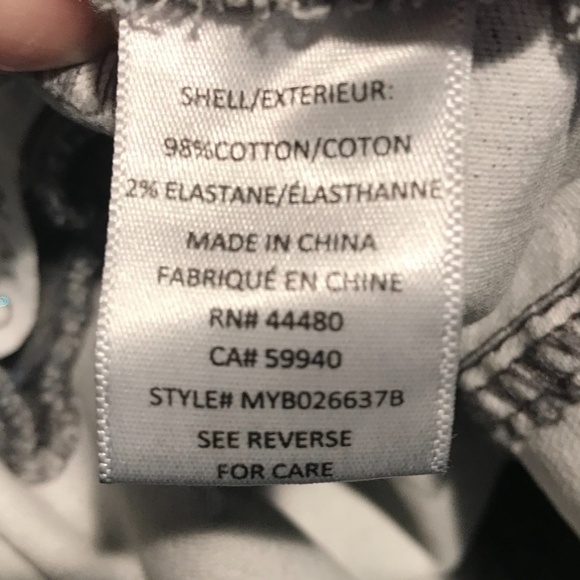 SHELL/EXTERIEUR:
98%COTTON/COTON
2% ELASTANE/ÉLASTHANNE
MADE IN CHINA
FABRIQUÉ EN CHINE
RN# 44480
CA# 59940
STYLE# MYB026637B
SEE REVERSE
FOR CARE